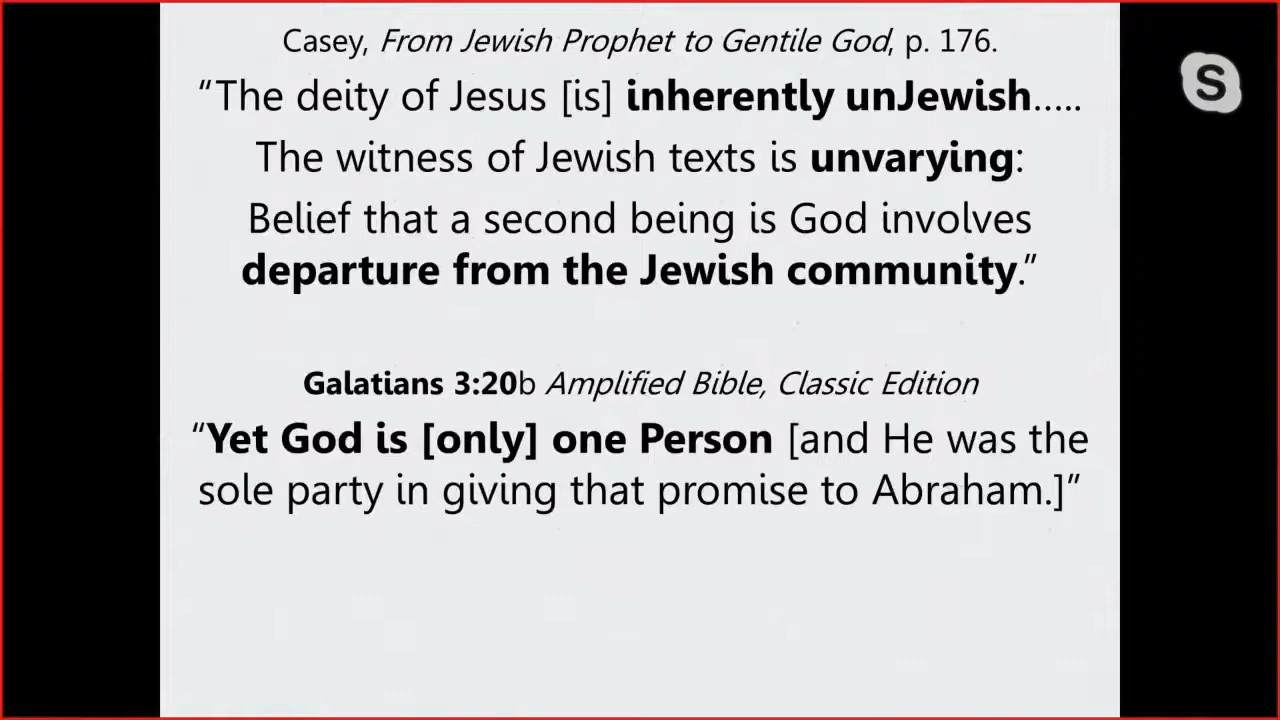 Casey, From Jewish Prophet to Gentile God, p. 176.
“The deity of Jesus [is] inherently unJewish.....
The witness of Jewish texts is unvarying:
Belief that a second being is God involves
departure from the Jewish community.”
Galatians 3:20b Amplified Bible, Classic Edition
“Yet God is [only] one Person [and He was the
sole party in giving that promise to Abraham.]”
S